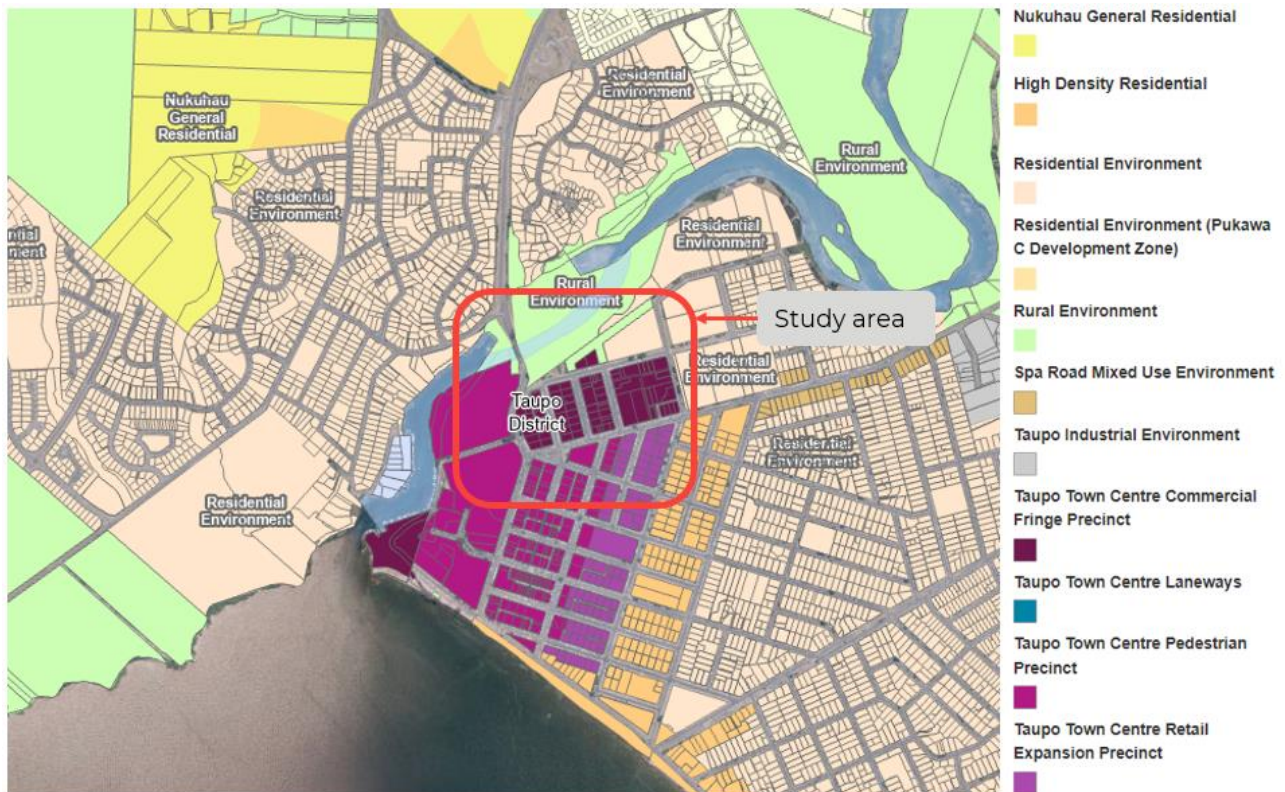 Residential
Environment
Nukuhau
General
Residential
Rural
Environment
Residential
Environment
Residential
Environment
ential
ment
Rural
Environment
Study area
Residential
Environment
Taupo
District
Residential
Environment
Residential
Environment
Nukuhau General Residential
High Density Residential
Residential Environment
Residential Environment (Pukawa
C Development Zone)
Rural Environment
Spa Road Mixed Use Environment
Taupo Industrial Environment
Taupo Town Centre Commercial
Fringe Precinct
Taupo Town Centre Laneways
Taupo Town Centre Pedestrian
Precinct
Taupo Town Centre Retail
Expansion Precinct